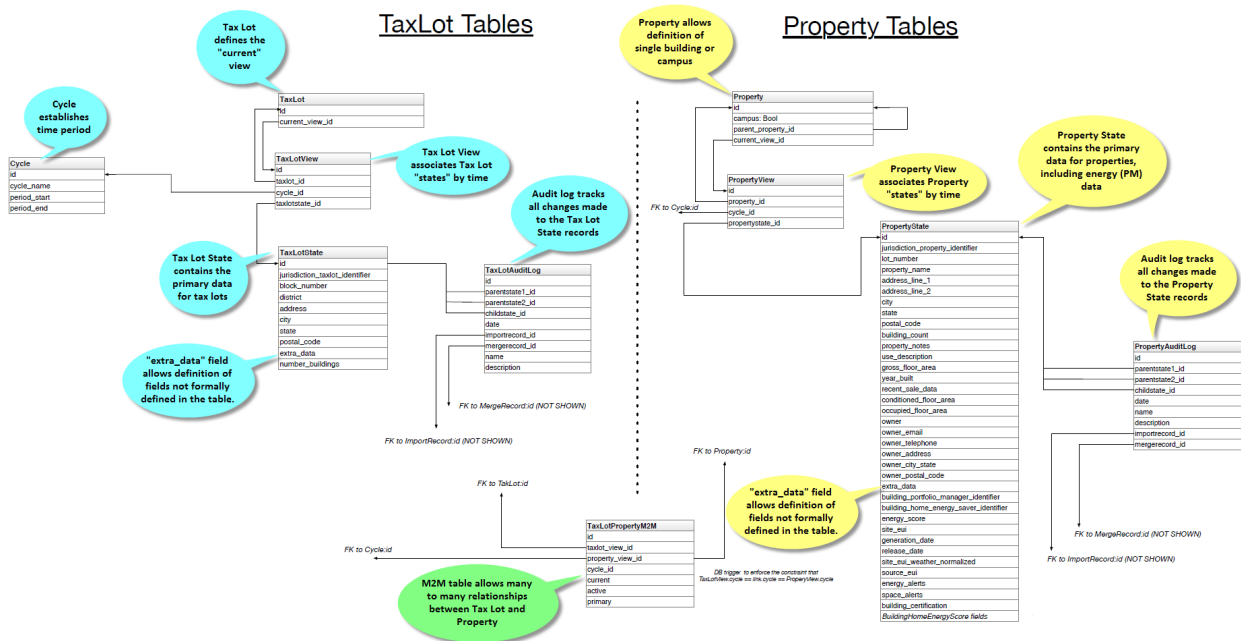 TaxLot Tables
Tax Lot
defines the
"current"
view
TaxLot
id
current_view_id
Cycle
establishes
time period
Cycle
id
cycle_name
period_start
period_end
TaxLotView
id
taxlot_id
cycle_id
taxlotstate_id
Tax Lot View
associates Tax Lot
"states" by time
Audit log tracks
all changes made
to the Tax Lot
State records
Tax Lot State
contains the
primary data
for tax lots
TaxLotState
id
jurisdiction_taxlot_identifier
block_number
district
address
city
state
postal_code
extra_data
number_buildings
"extra_data" field
allows definition of
fields not formally
defined in the table.
TaxLotAuditLog
id
parentstate1_id
parentstate2_id
childstate_id
date
importrecord_id
mergerecord_id
name
description
FK to MergeRecord:id (NOT SHOWN)
FK to ImportRecord:id (NOT SHOWN)
Property Tables
Property allows
definition of
single building or
campus
Property
id
campus: Bool
parent_property_id
current_view_id
PropertyView
id
property_id
cycle_id
propertystate_id
FK to Cycle:id
Property View
associates Property
"states" by time
Property State
contains the primary
data for properties,
including energy (PM)
data
PropertyState
id
jurisdiction_property_identifier
lot_number
property_name
address_line_1
address_line_2
city
state
postal_code
building_count
property_notes
use_description
gross_floor_area
year_built
recent_sale_data
conditioned_floor_area
occupied_floor_area
owner
owner_email
owner_telephone
owner_address
owner_city_state
owner_postal_code
extra_data
building_portfolio_manager_identifier
building_home_energy_saver_identifier
energy_score
site_eui
generation_date
release_date
site_eui_weather_normalized
source_eui
energy_alerts
space_alerts
building_certification
BuildingHomeEnergyScore fields
"extra_data" field
allows definition of
fields not formally
defined in the table.
Audit log tracks
all changes made
to the Property
State records
PropertyAuditLog
id
parentstate1_id
parentstate2_id
childstate_id
date
name
description
importrecord_id
mergerecord_id
FK to MergeRecord:id (NOT SHOWN)
FK to ImportRecord:id (NOT SHOWN)
FK to Property:id
FK to TakLot:id
FK to Cycle:id
TaxLotPropertyM2M
id
taxlot_view_id
property_view_id
cycle_id
current
active
primary
M2M table allows many
to many relationships
between Tax Lot and
Property
DB trigger to enforce the constraint that
TaxLotView.cycle == link.cycle == ProperyView.cycle